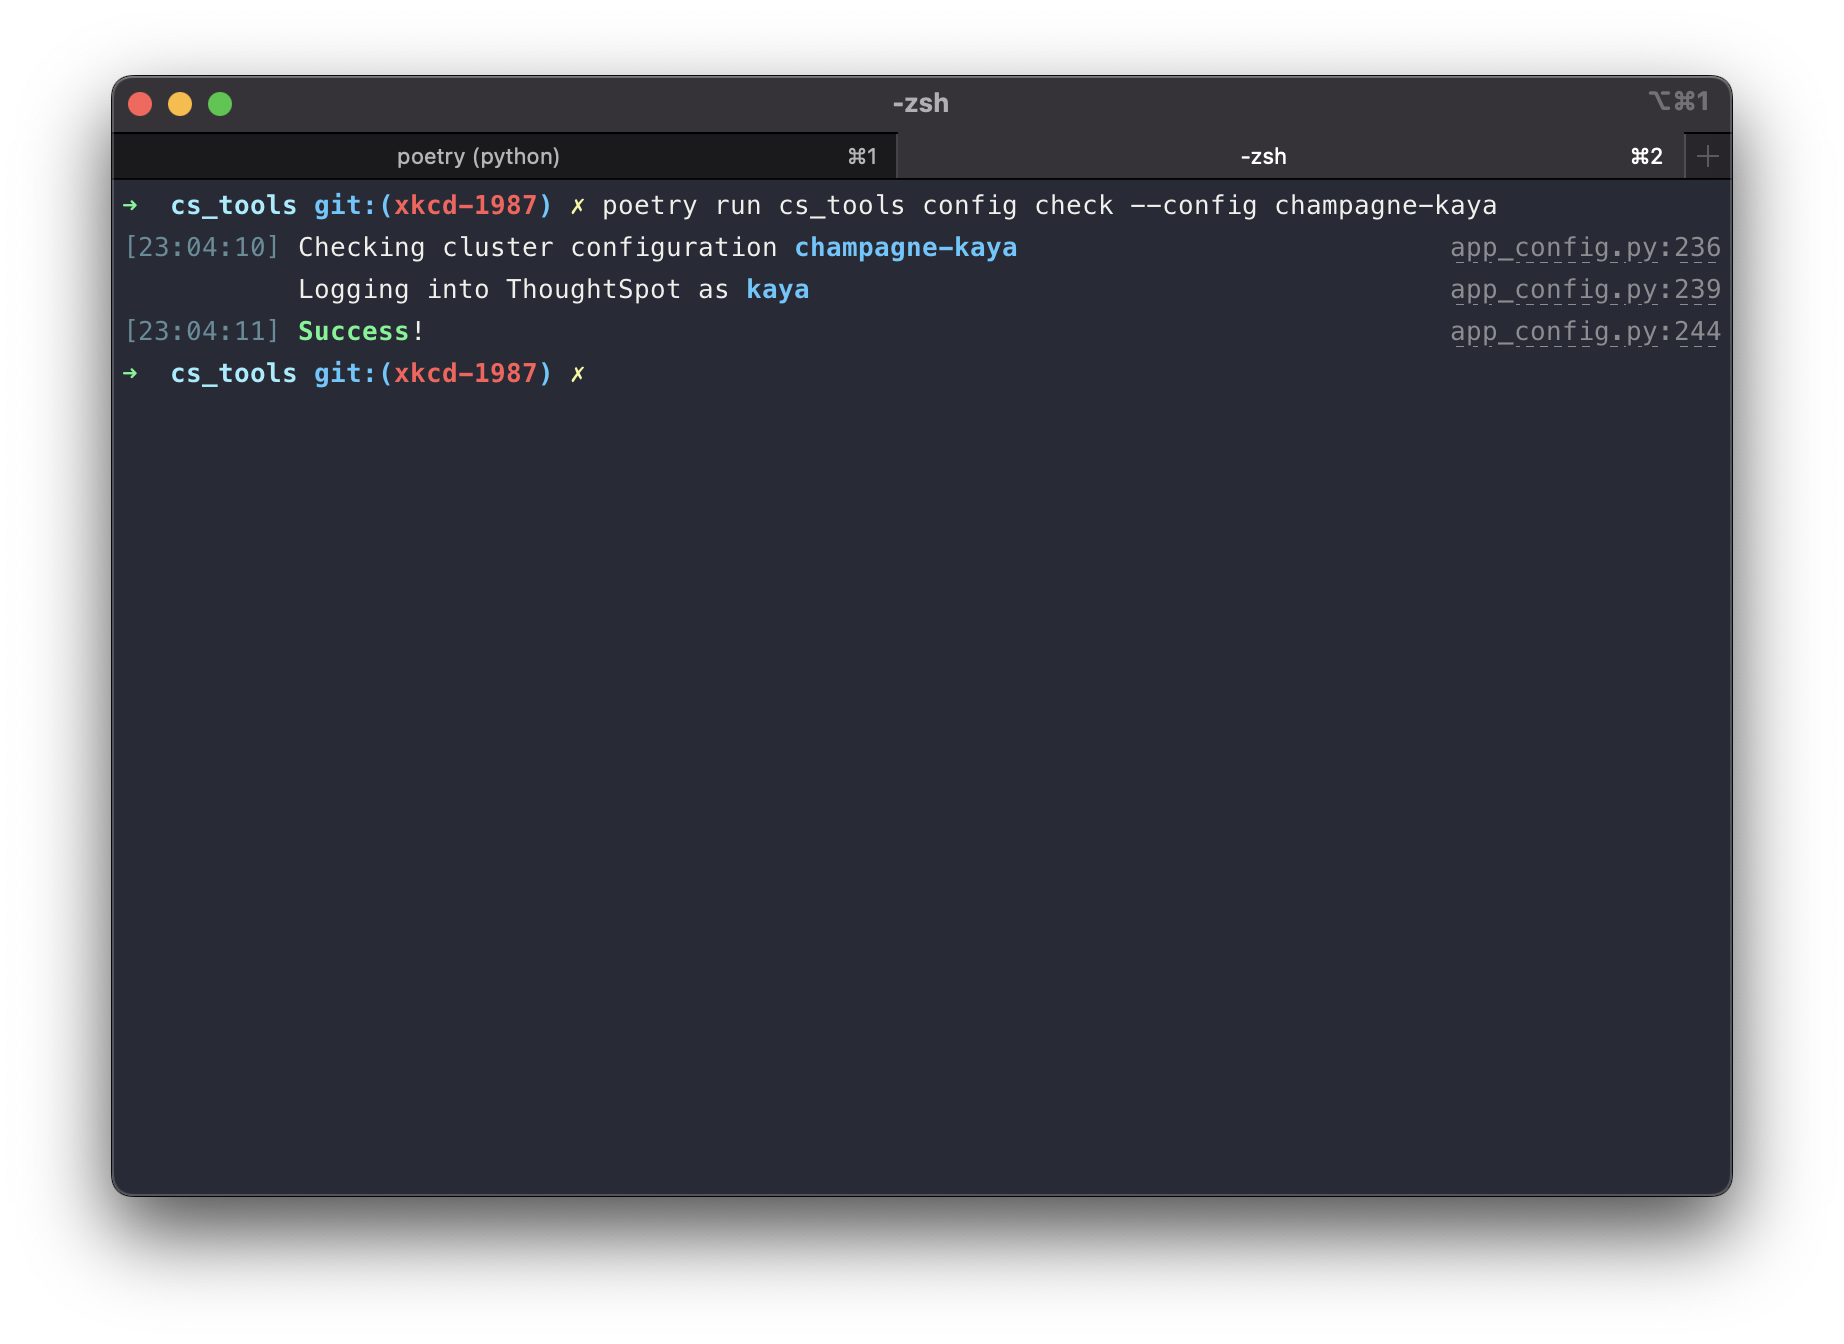 -zsh ⌥⌘1
poetry (python) ⌘1 -zsh ⌘2 +
➜ cs_tools git:(xkcd-1987) ✗ poetry run cs_tools config check --config champagne-kaya
[23:04:10] Checking cluster configuration champagne-kaya app_config.py:236
Logging into ThoughtSpot as kaya app_config.py:239
[23:04:11] Success! app_config.py:244
➜ cs_tools git:(xkcd-1987) ✗